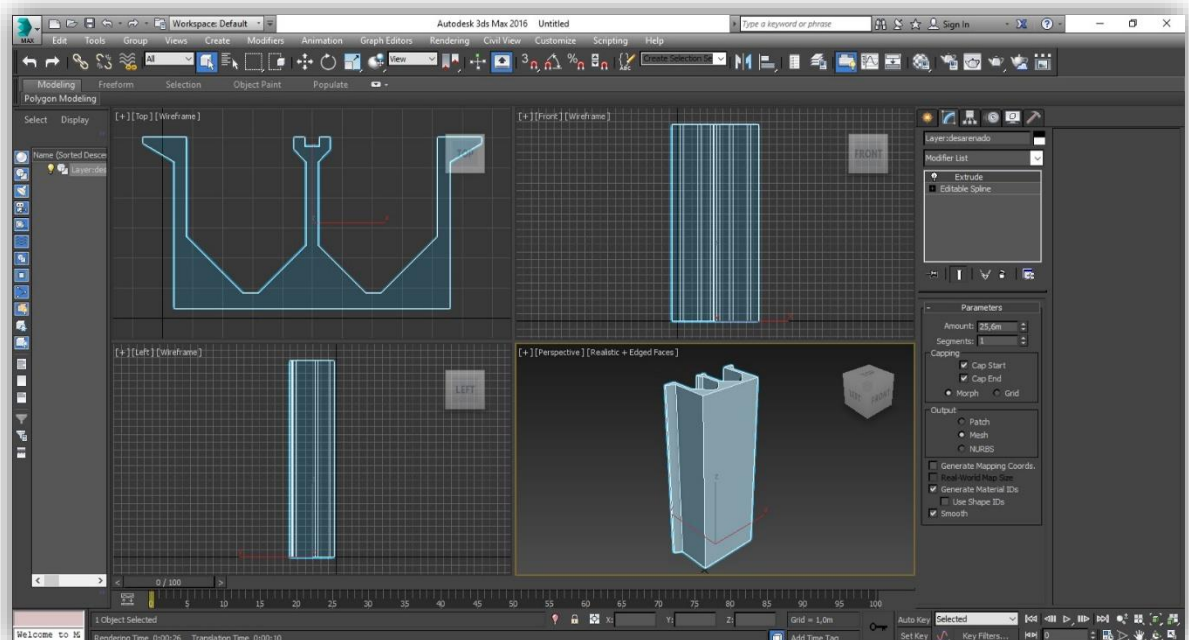 Workspace: Default
Autodesk 3ds Max 2016 Untitled
Type a keyword or phrase
Sign In
MAX
Edit Tools Group Views Create Modifiers Animation Graph Editors Rendering Civil View Customize Scripting Help
All
View
Create Selection Se
Modeling Freeform Selection Object Paint Populate
Polygon Modeling
Select Display
Name (Sorted Descen
Layer:des
[+] [Top] [Wireframe]
TOP
[+] [Front] [Wireframe]
FRONT
[+] [Left] [Wireframe]
LEFT
[+] [Perspective] [Realistic + Edged Faces]
FRONT
Layer:desarenado
Modifier List
Extrude
Editable Spline
Parameters
Amount: 25,6m
Segments: 1
Capping
Cap Start
Cap End
Morph Grid
Output
Patch
Mesh
NURBS
Generate Mapping Coords.
Real-World Map Size
Generate Material IDs
Use Shape IDs
Smooth
0 / 100
0 5 10 15 20 25 30 35 40 45 50 55 60 65 70 75 80 85 90 95 100
1 Object Selected
X: Y: Z:
Grid = 1,0m
Auto Key Selected
Welcome to M
Rendering Time 0:00:26 Translation Time 0:00:10
Add Time Tag
Set Key Key Filters...